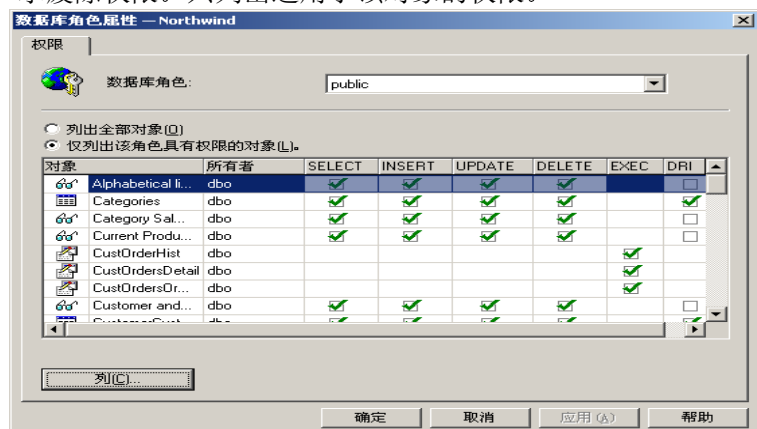 数据库角色属性 — Northwind
权限
数据库角色:
public
列出全部对象(O)
仅列出该角色具有权限的对象(L)。
对象 所有者 SELECT INSERT UPDATE DELETE EXEC DRI
Alphabetical li... dbo
Categories dbo
Category Sal... dbo
Current Produ... dbo
CustOrderHist dbo
CustOrdersDetail dbo
CustOrdersOr... dbo
Customer and... dbo
列(C)...
确定 取消 应用(A) 帮助